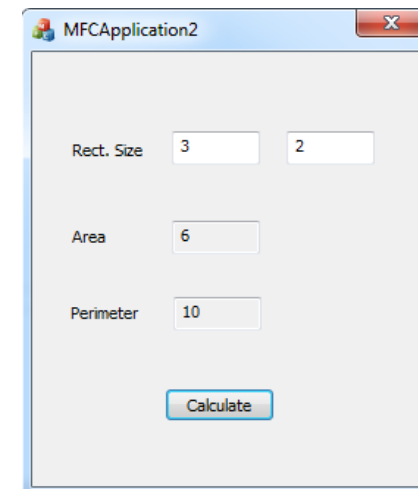 MFCApplication2
Rect. Size 3 2
Area 6
Perimeter 10
Calculate